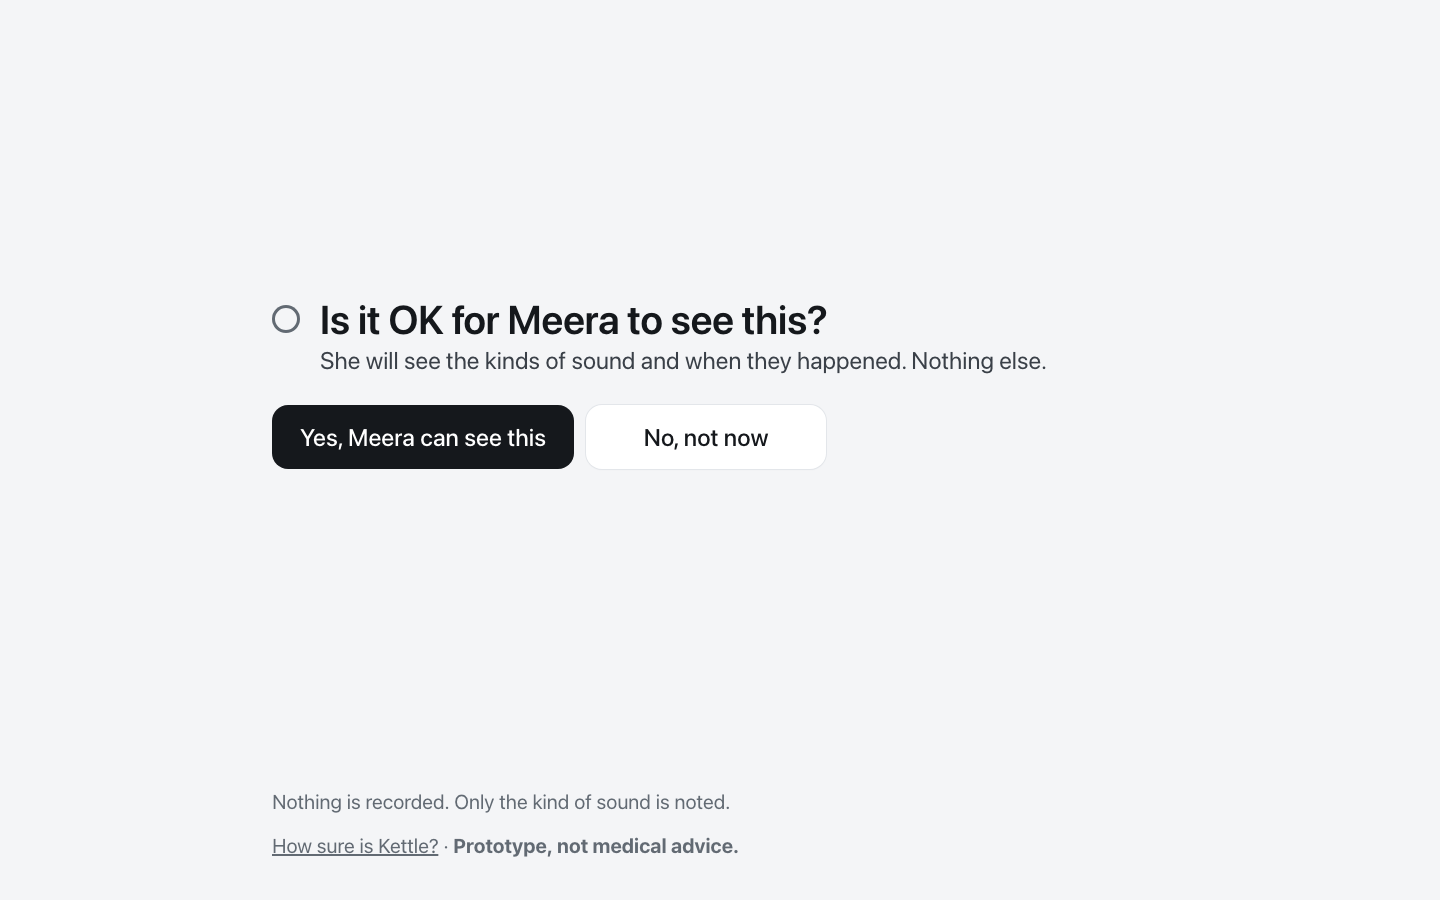 Is it OK for Meera to see this?
She will see the kinds of sound and when they happened. Nothing else.
Yes, Meera can see this
No, not now
Nothing is recorded. Only the kind of sound is noted.
How sure is Kettle? · Prototype, not medical advice.